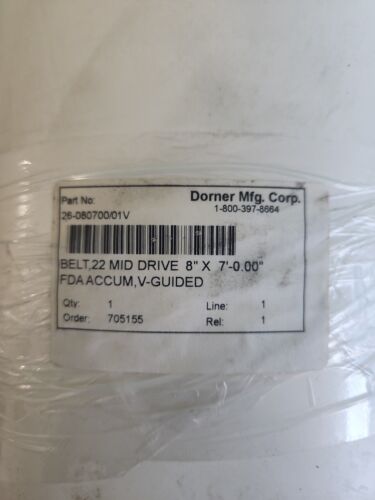 Part No: Dorner Mfg. Corp.
26-080700/01V 1-800-397-8664
BELT,22 MID DRIVE 8" X 7'-0.00"
FDA ACCUM,V-GUIDED
Qty: 1 Line: 1
Order: 705155 Rel: 1